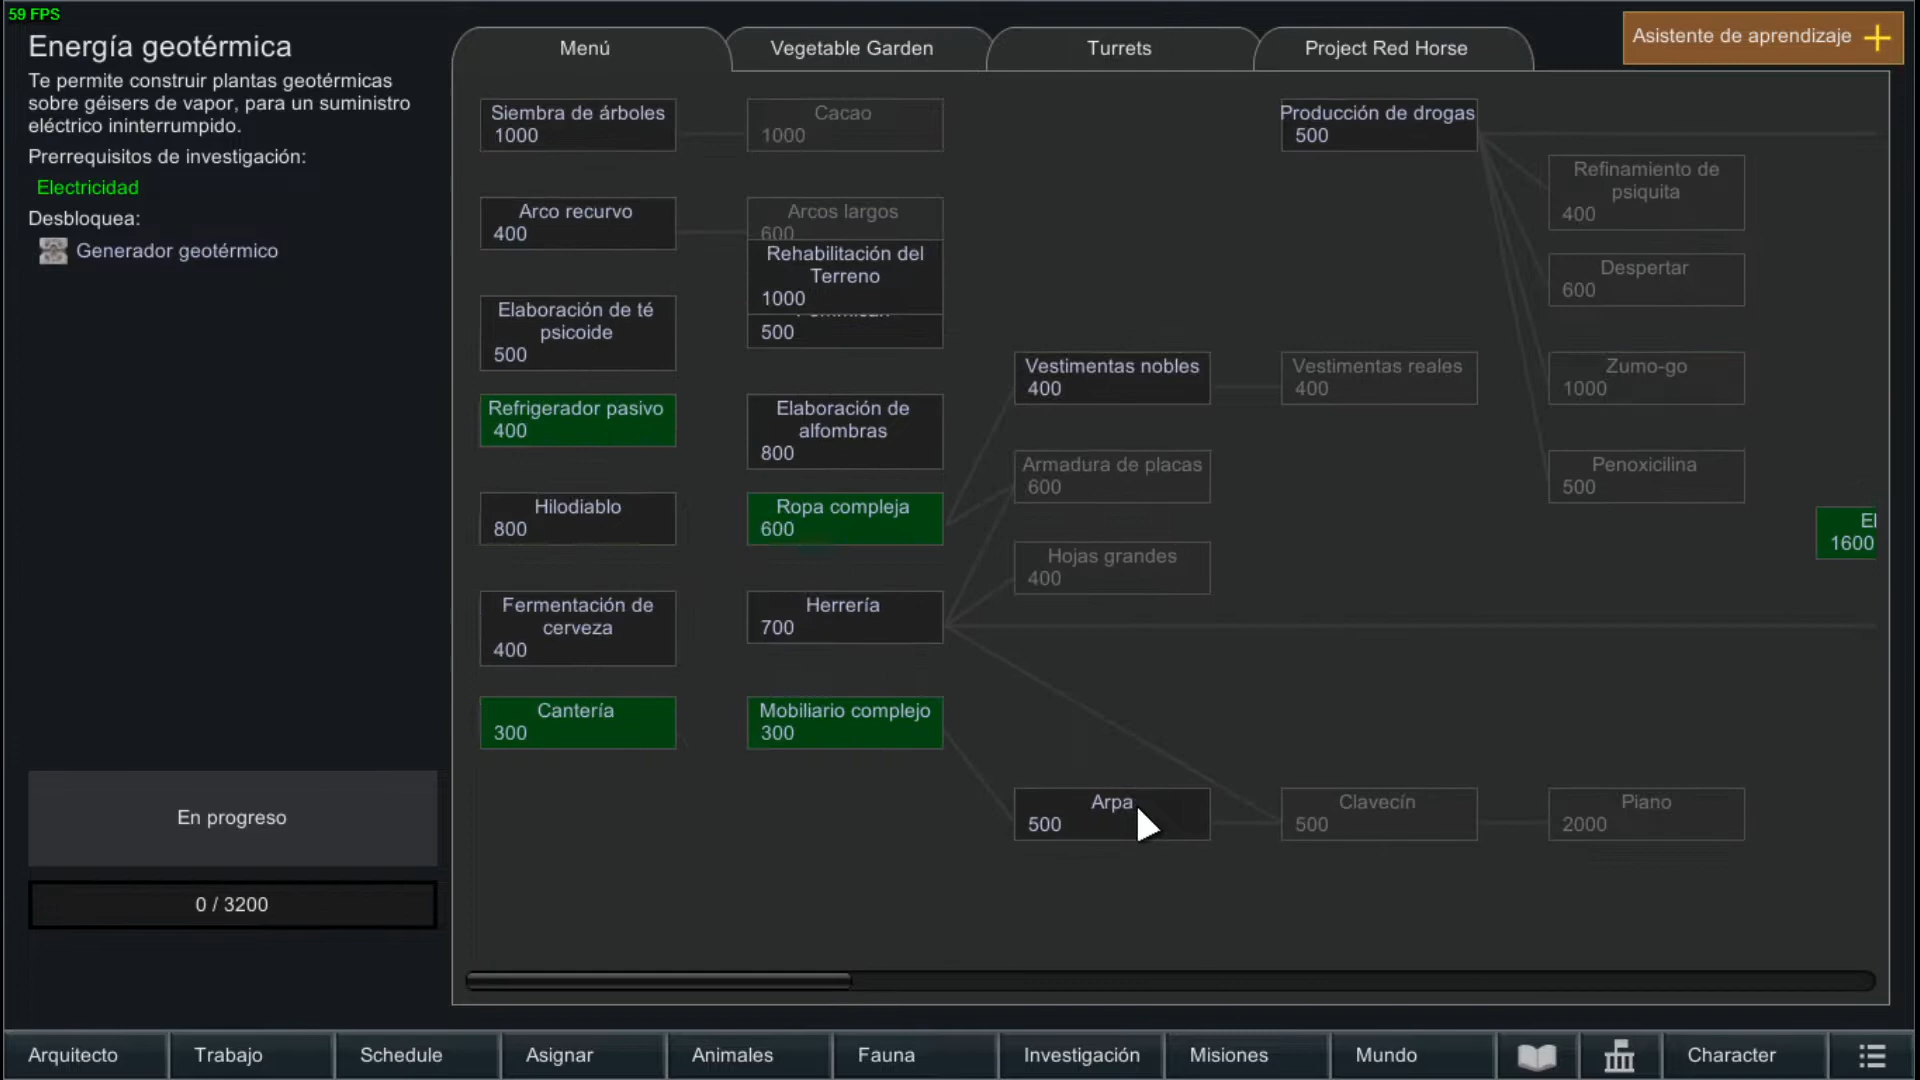 59 FPS
Energía geotérmica
Te permite construir plantas geotérmicas
sobre géisers de vapor, para un suministro
eléctrico ininterrumpido.
Prerrequisitos de investigación:
Electricidad
Desbloquea:
Generador geotérmico
En progreso
0 / 3200
Menú
Vegetable Garden
Turrets
Project Red Horse
Asistente de aprendizaje
Siembra de árboles
1000
Cacao
1000
Producción de drogas
500
Refinamiento de
psiquita
400
Arco recurvo
400
Arcos largos
600
Rehabilitación del
Terreno
1000
500
Despertar
600
Elaboración de té
psicoide
500
Vestimentas nobles
400
Vestimentas reales
400
Zumo-go
1000
Refrigerador pasivo
400
Elaboración de
alfombras
800
Armadura de placas
600
Penoxicilina
500
Hilodiablo
800
Ropa compleja
600
El
1600
Hojas grandes
400
Fermentación de
cerveza
400
Herrería
700
Cantería
300
Mobiliario complejo
300
Arpa
500
Clavecín
500
Piano
2000
Arquitecto
Trabajo
Schedule
Asignar
Animales
Fauna
Investigación
Misiones
Mundo
Character